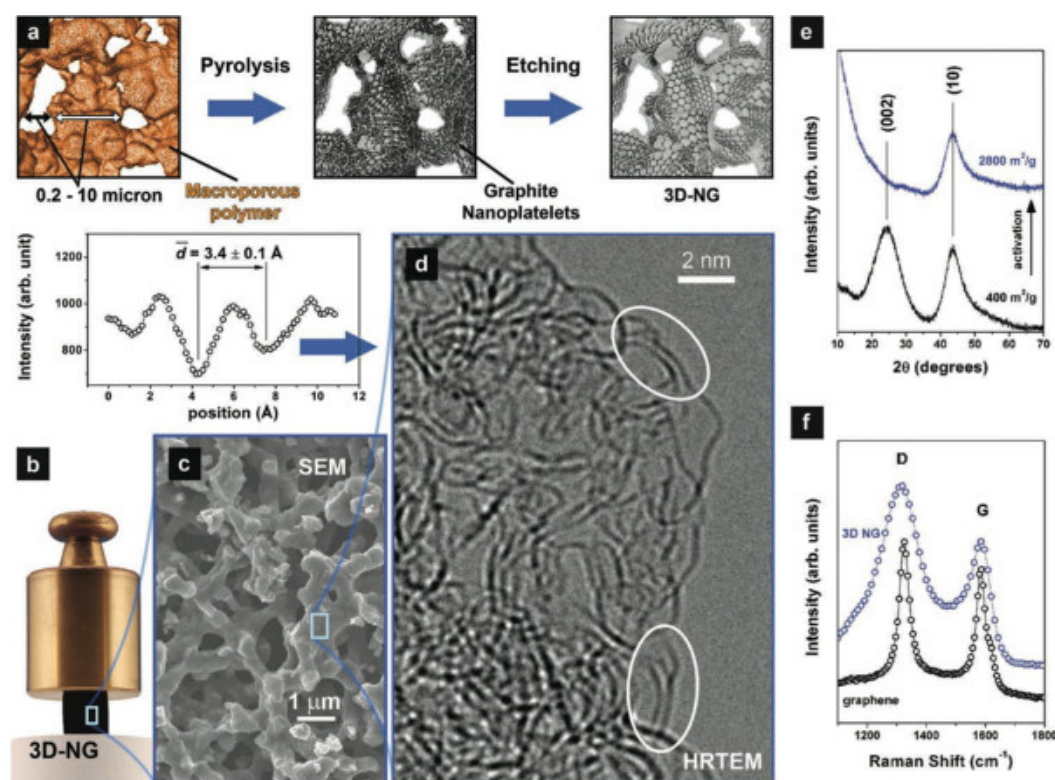 a
Pyrolysis
Etching
0.2 - 10 micron
Macroporous
polymer
Graphite
Nanoplatelets
3D-NG
d̅ = 3.4 ± 0.1 Å
Intensity (arb. unit)
1200
1000
800
0 2 4 6 8 10 12
position (Å)
b
3D-NG
c
SEM
1 μm
d
2 nm
HRTEM
e
(002)
(10)
2800 m²/g
activation
400 m²/g
Intensity (arb. units)
10 20 30 40 50 60 70
2θ (degrees)
f
D
G
3D NG
graphene
Intensity (arb. units)
1200 1400 1600 1800
Raman Shift (cm⁻¹)